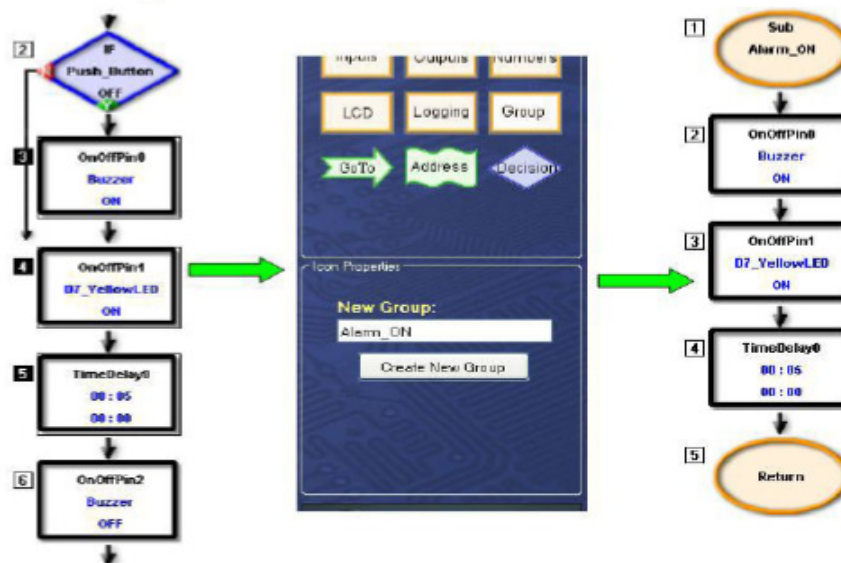 2
IF
Push_Button
OFF
Y
3
OnOffPin0
Buzzer
ON
4
OnOffPin1
D7_YellowLED
ON
5
TimeDelay0
00 : 05
00 : 00
6
OnOffPin2
Buzzer
OFF
Inputs Outputs Numbers
LCD Logging Group
GoTo Address Decision
Icon Properties
New Group:
Alarm_ON
Create New Group
1
Sub
Alarm_ON
2
OnOffPin0
Buzzer
ON
3
OnOffPin1
D7_YellowLED
ON
4
TimeDelay0
00 : 05
00 : 00
5
Return